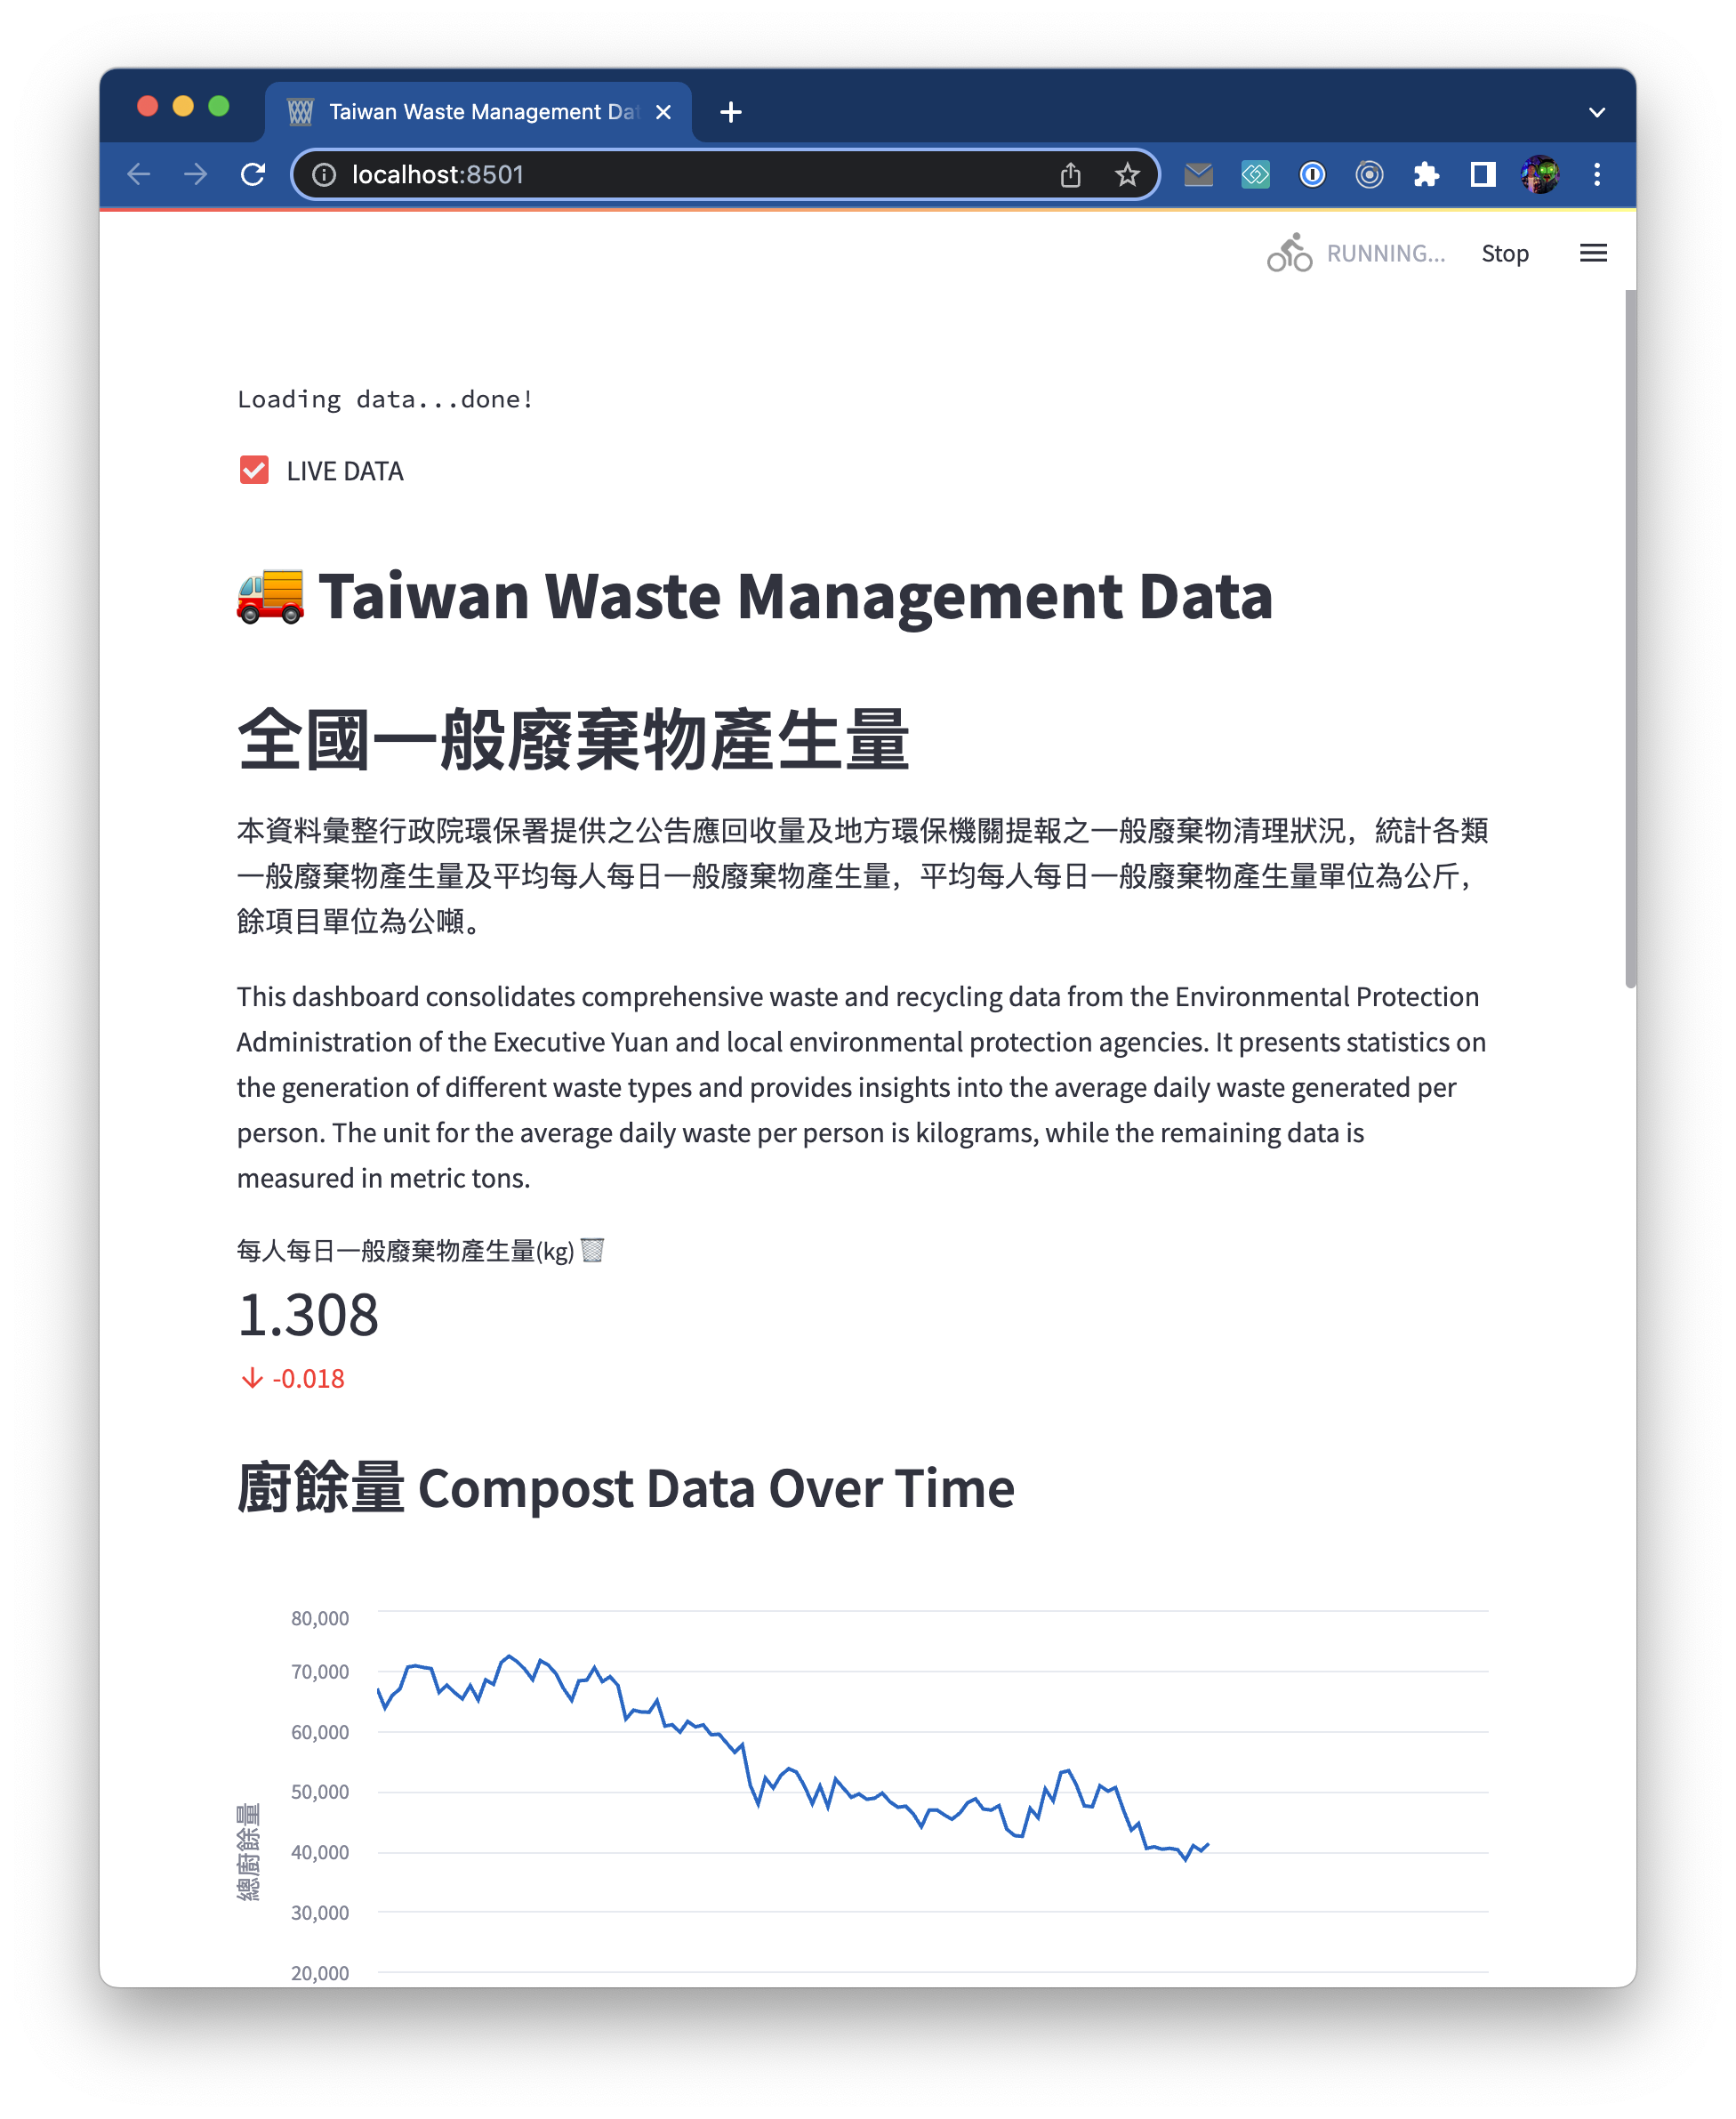 Taiwan Waste Management Dat
localhost:8501
RUNNING...
Stop
Loading data...done!
LIVE DATA
Taiwan Waste Management Data
全國一般廢棄物產生量
本資料彙整行政院環保署提供之公告應回收量及地方環保機關提報之一般廢棄物清理狀況，統計各類
一般廢棄物產生量及平均每人每日一般廢棄物產生量，平均每人每日一般廢棄物產生量單位為公斤，
餘項目單位為公噸。
This dashboard consolidates comprehensive waste and recycling data from the Environmental Protection
Administration of the Executive Yuan and local environmental protection agencies. It presents statistics on
the generation of different waste types and provides insights into the average daily waste generated per
person. The unit for the average daily waste per person is kilograms, while the remaining data is
measured in metric tons.
每人每日一般廢棄物產生量(kg)🗑️
1.308
↓ -0.018
廚餘量 Compost Data Over Time
80,000
70,000
60,000
50,000
40,000
30,000
20,000
總廚餘量